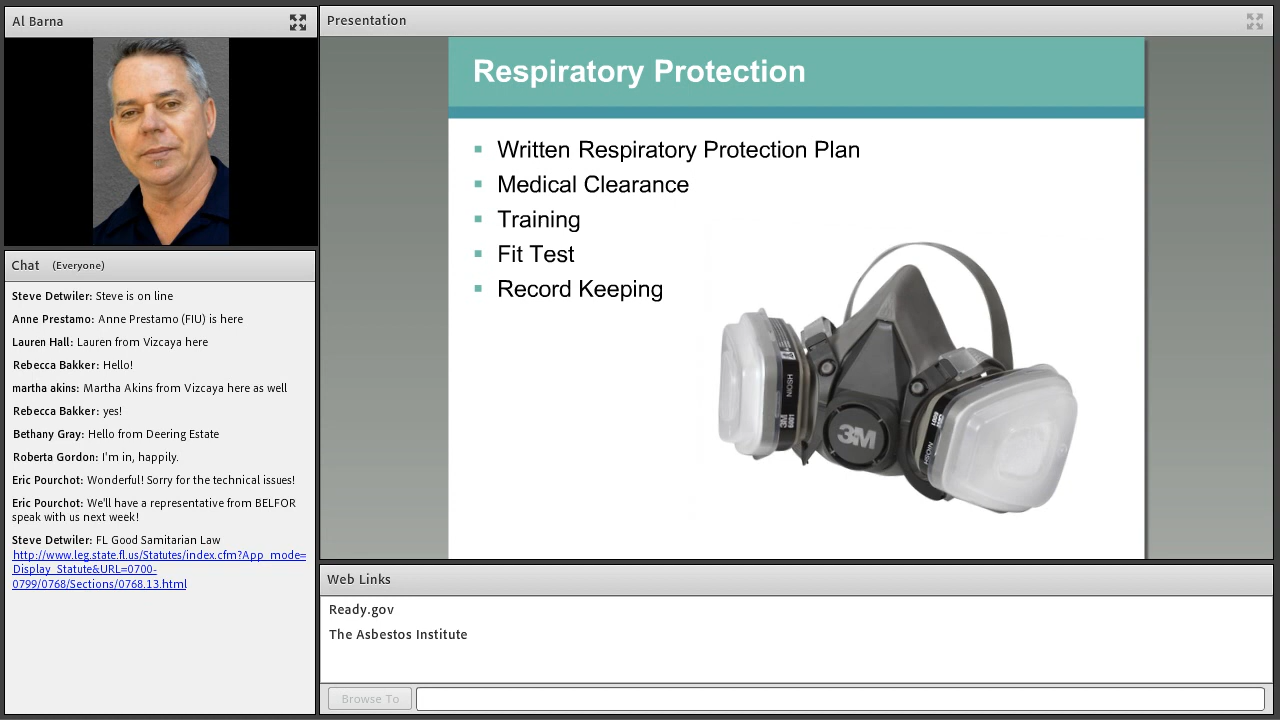 Al Barna
Presentation
Respiratory Protection
Written Respiratory Protection Plan
Medical Clearance
Training
Fit Test
Record Keeping
NIOSH
3M
6001
3M
6001
NIOSH
Chat (Everyone)
Steve Detwiler: Steve is on line
Anne Prestamo: Anne Prestamo (FIU) is here
Lauren Hall: Lauren from Vizcaya here
Rebecca Bakker: Hello!
martha akins: Martha Akins from Vizcaya here as well
Rebecca Bakker: yes!
Bethany Gray: Hello from Deering Estate
Roberta Gordon: I'm in, happily.
Eric Pourchot: Wonderful! Sorry for the technical issues!
Eric Pourchot: We'll have a representative from BELFOR
speak with us next week!
Steve Detwiler: FL Good Samitarian Law
http://www.leg.state.fl.us/Statutes/index.cfm?App_mode=
Display_Statute&URL=0700-
0799/0768/Sections/0768.13.html
Web Links
Ready.gov
The Asbestos Institute
Browse To